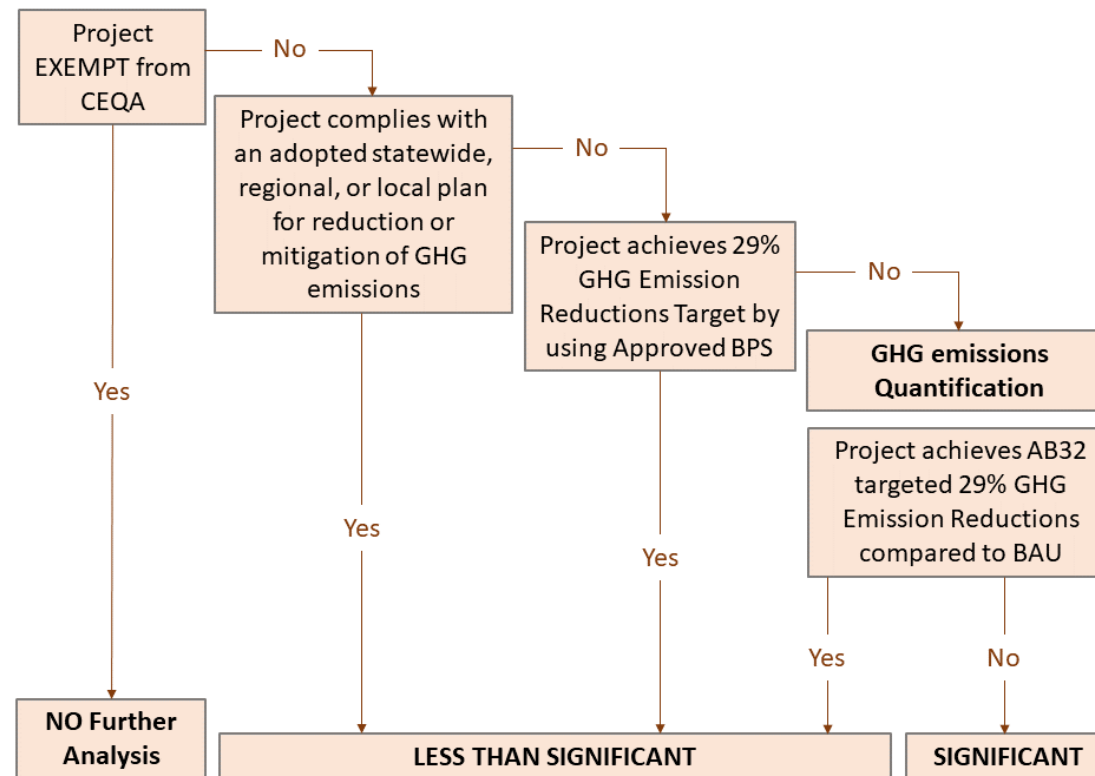 Project
EXEMPT from
CEQA
No
Project complies with
an adopted statewide,
regional, or local plan
for reduction or
mitigation of GHG
emissions
No
Project achieves 29%
GHG Emission
Reductions Target by
using Approved BPS
No
GHG emissions
Quantification
Project achieves AB32
targeted 29% GHG
Emission Reductions
compared to BAU
Yes
Yes
Yes
Yes
No
NO Further
Analysis
LESS THAN SIGNIFICANT
SIGNIFICANT